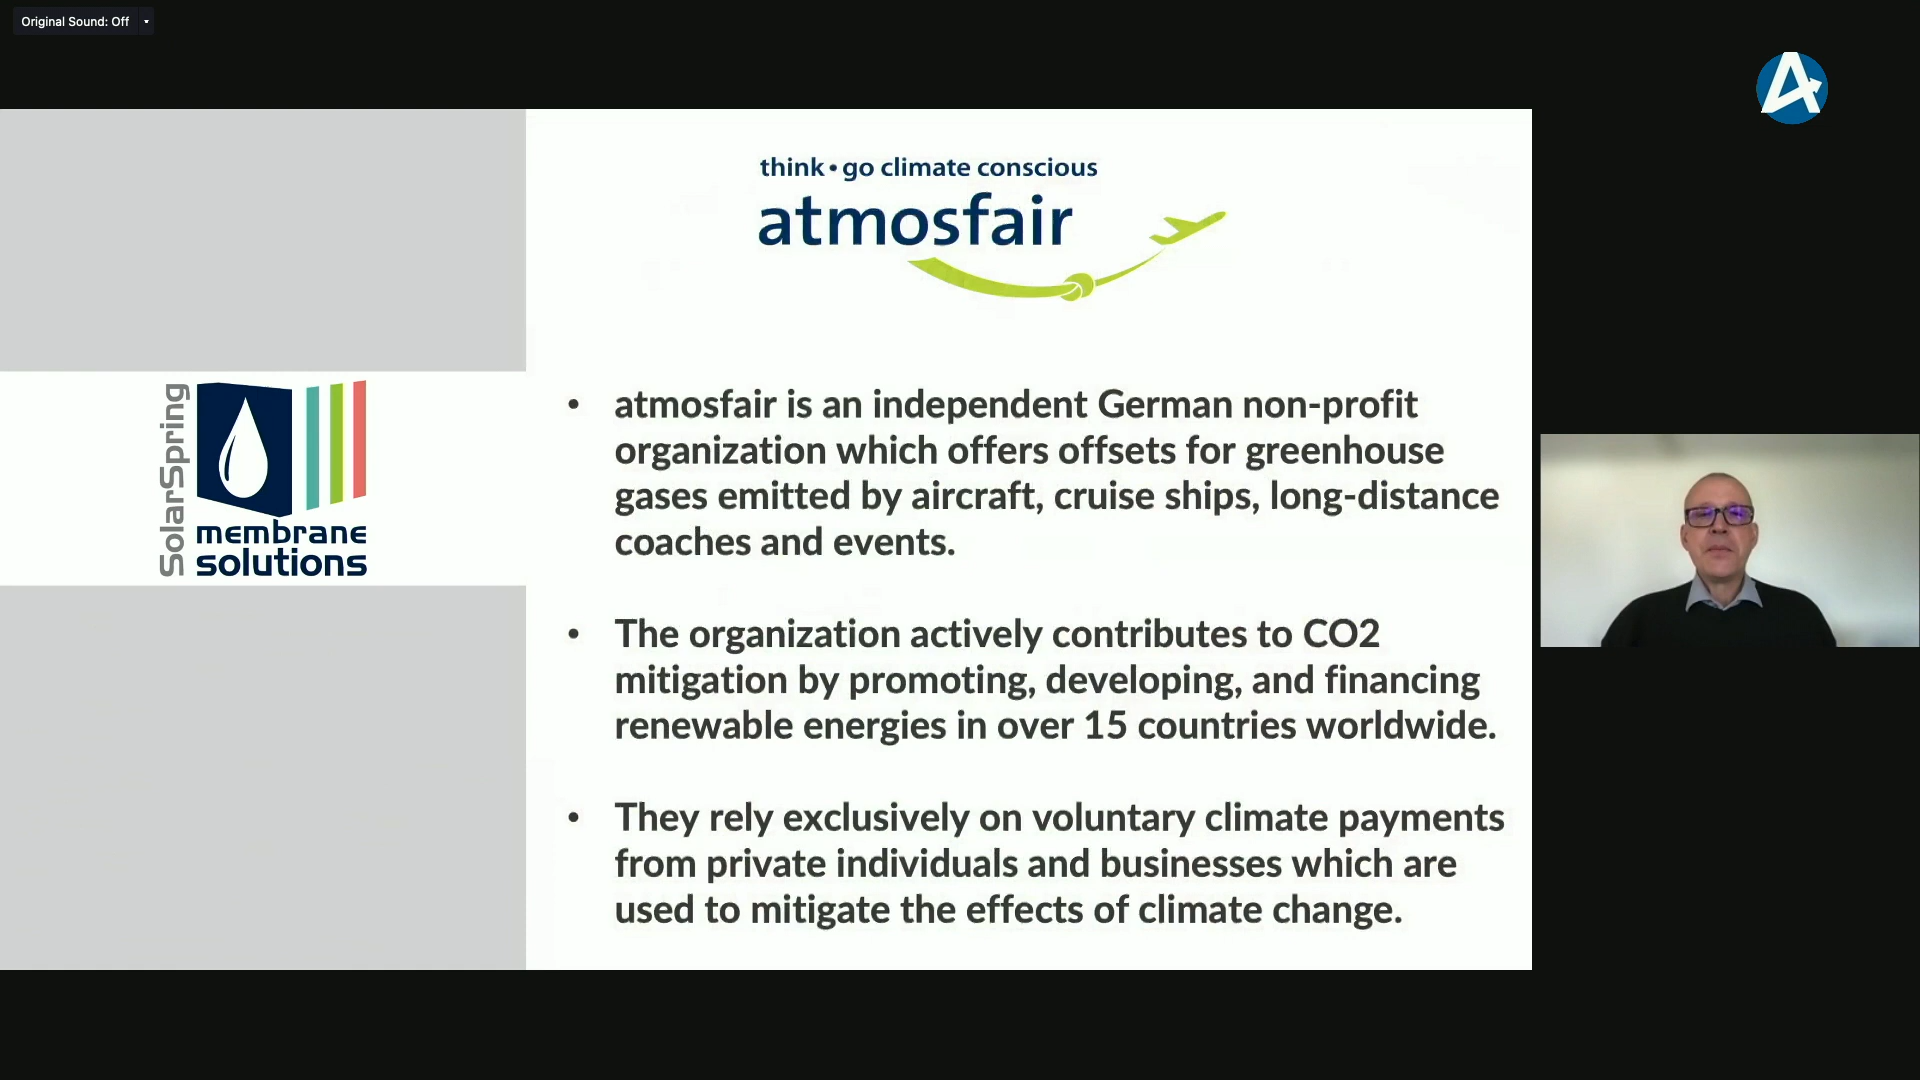 Original Sound: Off
think • go climate conscious
atmosfair
SolarSpring
membrane
solutions
• atmosfair is an independent German non-profit
organization which offers offsets for greenhouse
gases emitted by aircraft, cruise ships, long-distance
coaches and events.
• The organization actively contributes to CO2
mitigation by promoting, developing, and financing
renewable energies in over 15 countries worldwide.
• They rely exclusively on voluntary climate payments
from private individuals and businesses which are
used to mitigate the effects of climate change.